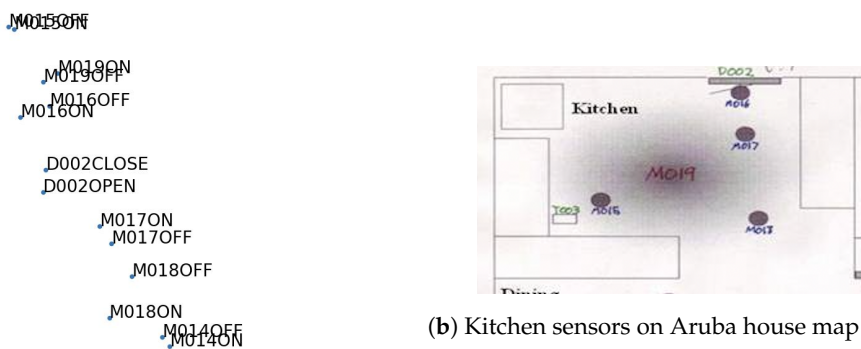 M015OFF
M015ON
M019ON
M019OFF
M016OFF
M016ON
D002CLOSE
D002OPEN
M017ON
M017OFF
M018OFF
M018ON
M014OFF
M014ON
D002
M016
Kitchen
M017
M019
T003
M015
Dining
(b) Kitchen sensors on Aruba house map